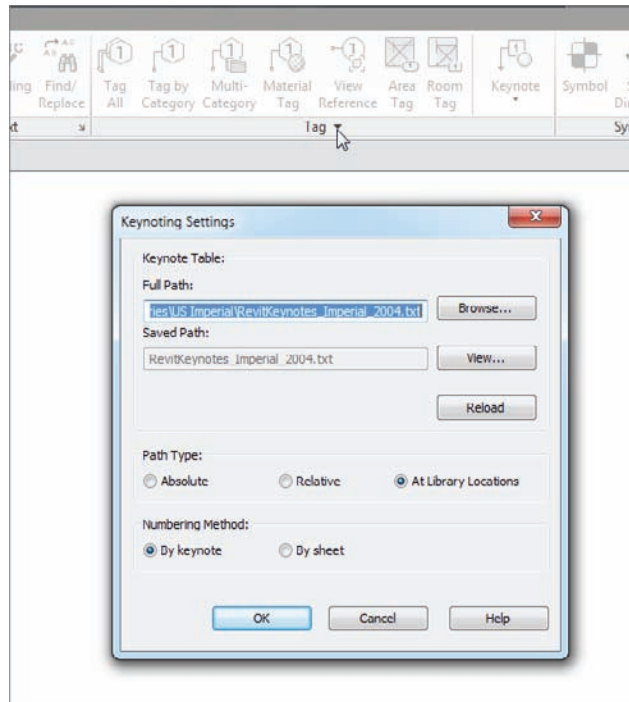 Find/ Tag Tag by Multi- Material View Area Room Keynote Symbol
Replace All Category Category Tag Reference Tag Tag
Tag
Keynoting Settings
Keynote Table:
Full Path:
ries\US Imperial\RevitKeynotes_Imperial_2004.txt
Browse...
Saved Path:
RevitKeynotes_Imperial_2004.txt
View...
Reload
Path Type:
Absolute Relative At Library Locations
Numbering Method:
By keynote By sheet
OK Cancel Help